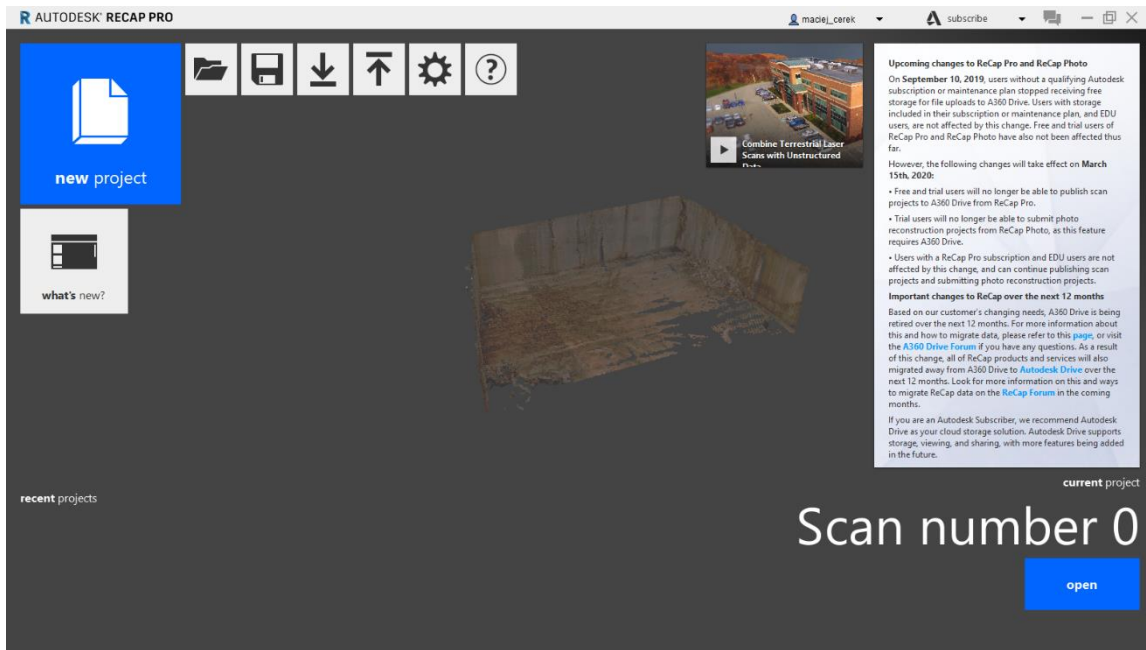 AUTODESK® RECAP PRO
maciej_cerek
subscribe
new project
what's new?
Combine Terrestrial Laser
Scans with Unstructured
Data
Upcoming changes to ReCap Pro and ReCap Photo
On September 10, 2019, users without a qualifying Autodesk
subscription or maintenance plan stopped receiving free
storage for file uploads to A360 Drive. Users with storage
included in their subscription or maintenance plan, and EDU
users, are not affected by this change. Free and trial users of
ReCap Pro and ReCap Photo have also not been affected thus
far.
However, the following changes will take effect on March
15th, 2020:
• Free and trial users will no longer be able to publish scan
projects to A360 Drive from ReCap Pro.
• Trial users will no longer be able to submit photo
reconstruction projects from ReCap Photo, as this feature
requires A360 Drive.
• Users with a ReCap Pro subscription and EDU users are not
affected by this change, and can continue publishing scan
projects and submitting photo reconstruction projects.
Important changes to ReCap over the next 12 months
Based on our customer's changing needs, A360 Drive is being
retired over the next 12 months. For more information about
this and how to migrate data, please refer to this page, or visit
the A360 Drive Forum if you have any questions. As a result
of this change, all of ReCap products and services will also
migrated away from A360 Drive to Autodesk Drive over the
next 12 months. Look for more information on this and ways
to migrate ReCap data on the ReCap Forum in the coming
months.
If you are an Autodesk Subscriber, we recommend Autodesk
Drive as your cloud storage solution. Autodesk Drive supports
storage, viewing, and sharing, with more features being added
in the future.
recent projects
current project
Scan number 0
open